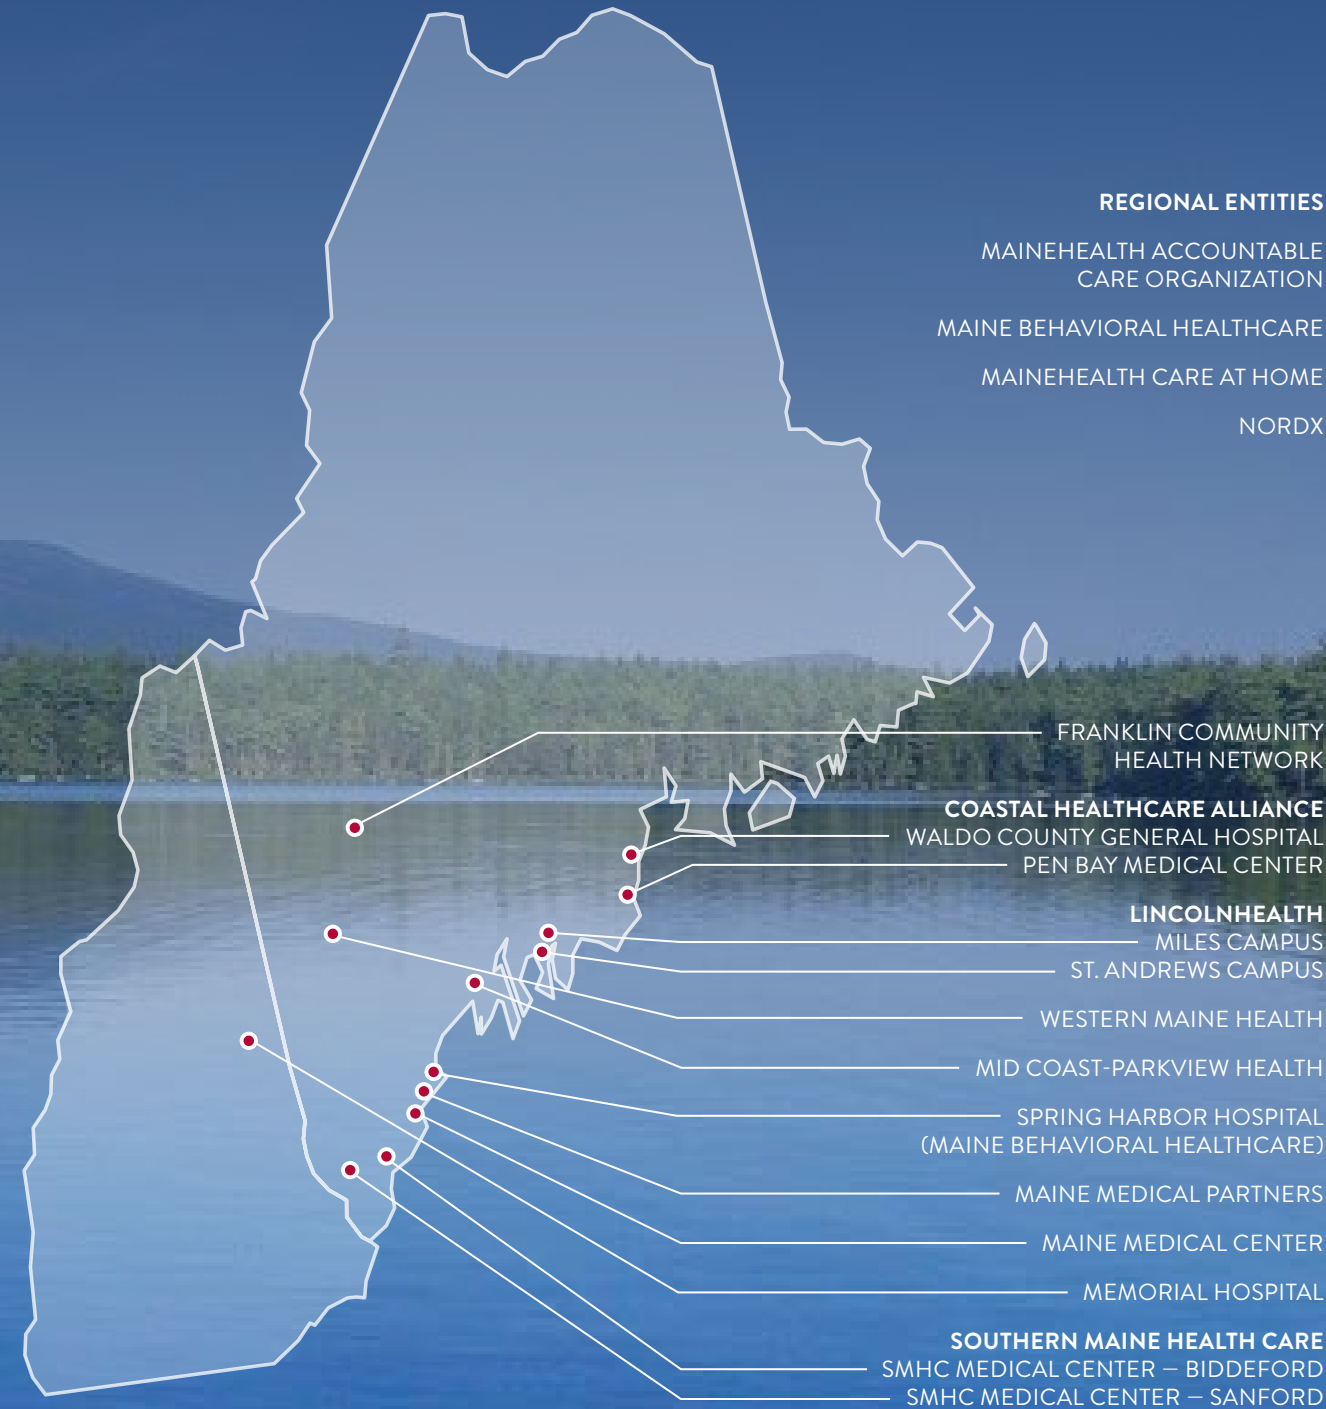 REGIONAL ENTITIES
MAINEHEALTH ACCOUNTABLE
CARE ORGANIZATION
MAINE BEHAVIORAL HEALTHCARE
MAINEHEALTH CARE AT HOME
NORDX
FRANKLIN COMMUNITY
HEALTH NETWORK
COASTAL HEALTHCARE ALLIANCE
WALDO COUNTY GENERAL HOSPITAL
PEN BAY MEDICAL CENTER
LINCOLNHEALTH
MILES CAMPUS
ST. ANDREWS CAMPUS
WESTERN MAINE HEALTH
MID COAST-PARKVIEW HEALTH
SPRING HARBOR HOSPITAL
(MAINE BEHAVIORAL HEALTHCARE)
MAINE MEDICAL PARTNERS
MAINE MEDICAL CENTER
MEMORIAL HOSPITAL
SOUTHERN MAINE HEALTH CARE
SMHC MEDICAL CENTER – BIDDEFORD
SMHC MEDICAL CENTER – SANFORD